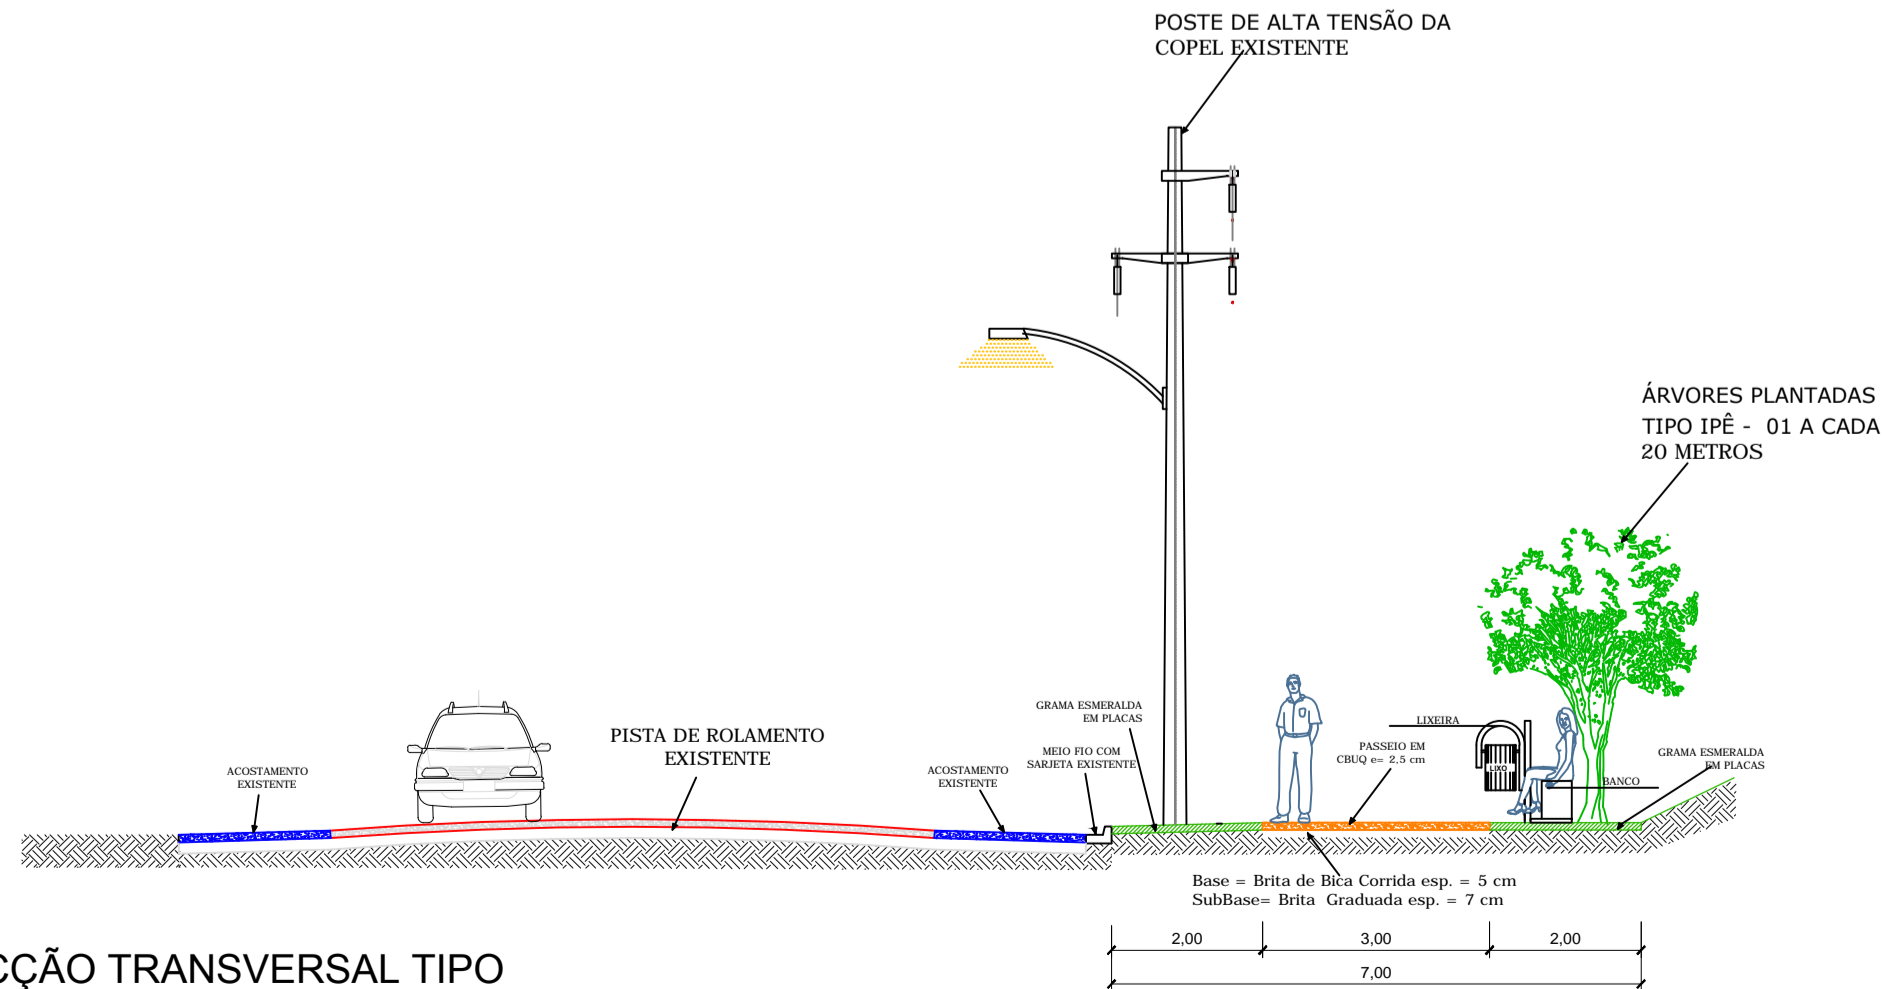 POSTE DE ALTA TENSÃO DA
COPEL EXISTENTE
ÁRVORES PLANTADAS
TIPO IPÊ - 01 A CADA
20 METROS
GRAMA ESMERALDA
EM PLACAS
MEIO FIO COM
SARJETA EXISTENTE
PISTA DE ROLAMENTO
EXISTENTE
ACOSTAMENTO
EXISTENTE
ACOSTAMENTO
EXISTENTE
LIXEIRA
PASSEIO EM
CBUQ e= 2,5 cm
LIXO
BANCO
GRAMA ESMERALDA
EM PLACAS
Base = Brita de Bica Corrida esp. = 5 cm
SubBase= Brita Graduada esp. = 7 cm
2,00
3,00
2,00
7,00
CÇÃO TRANSVERSAL TIPO